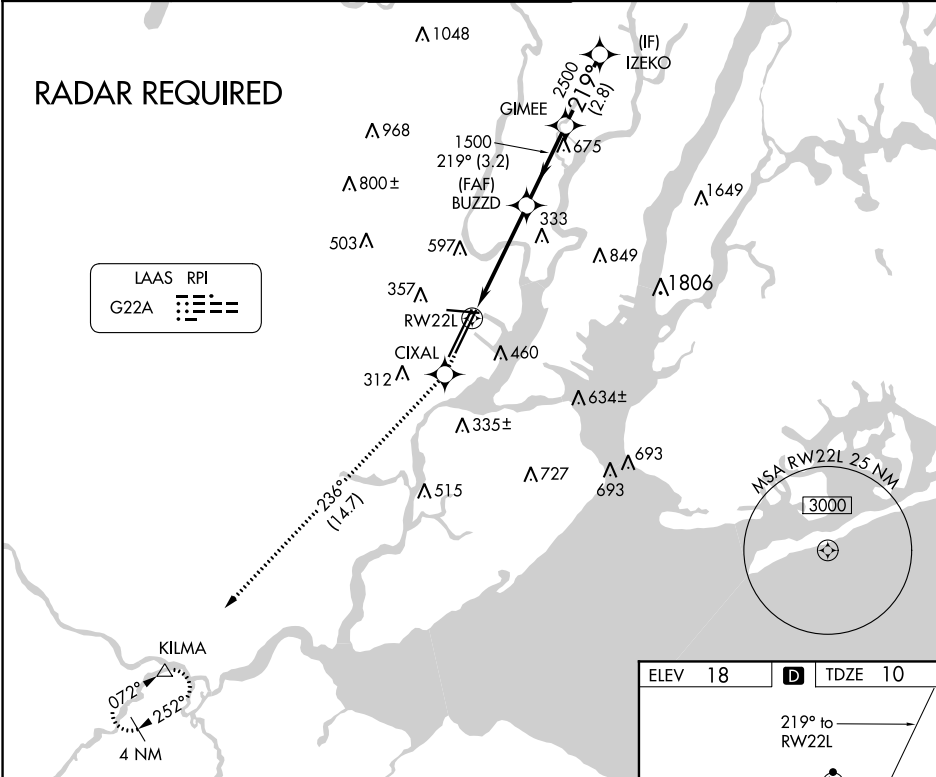 1048
(IF)
IZEKO
RADAR REQUIRED
2500
219°
(2.8)
GIMEE
968
1500
219° (3.2)
675
800±
(FAF)
BUZZD
1649
333
503
597
849
LAAS RPI
G22A
357
1806
RW22L
CIXAL
460
312
634±
335±
693
693
727
515
236°
(14.7)
MSA RW22L 25 NM
3000
KILMA
072°
252°
4 NM
ELEV 18
D
TDZE 10
219° to
RW22L